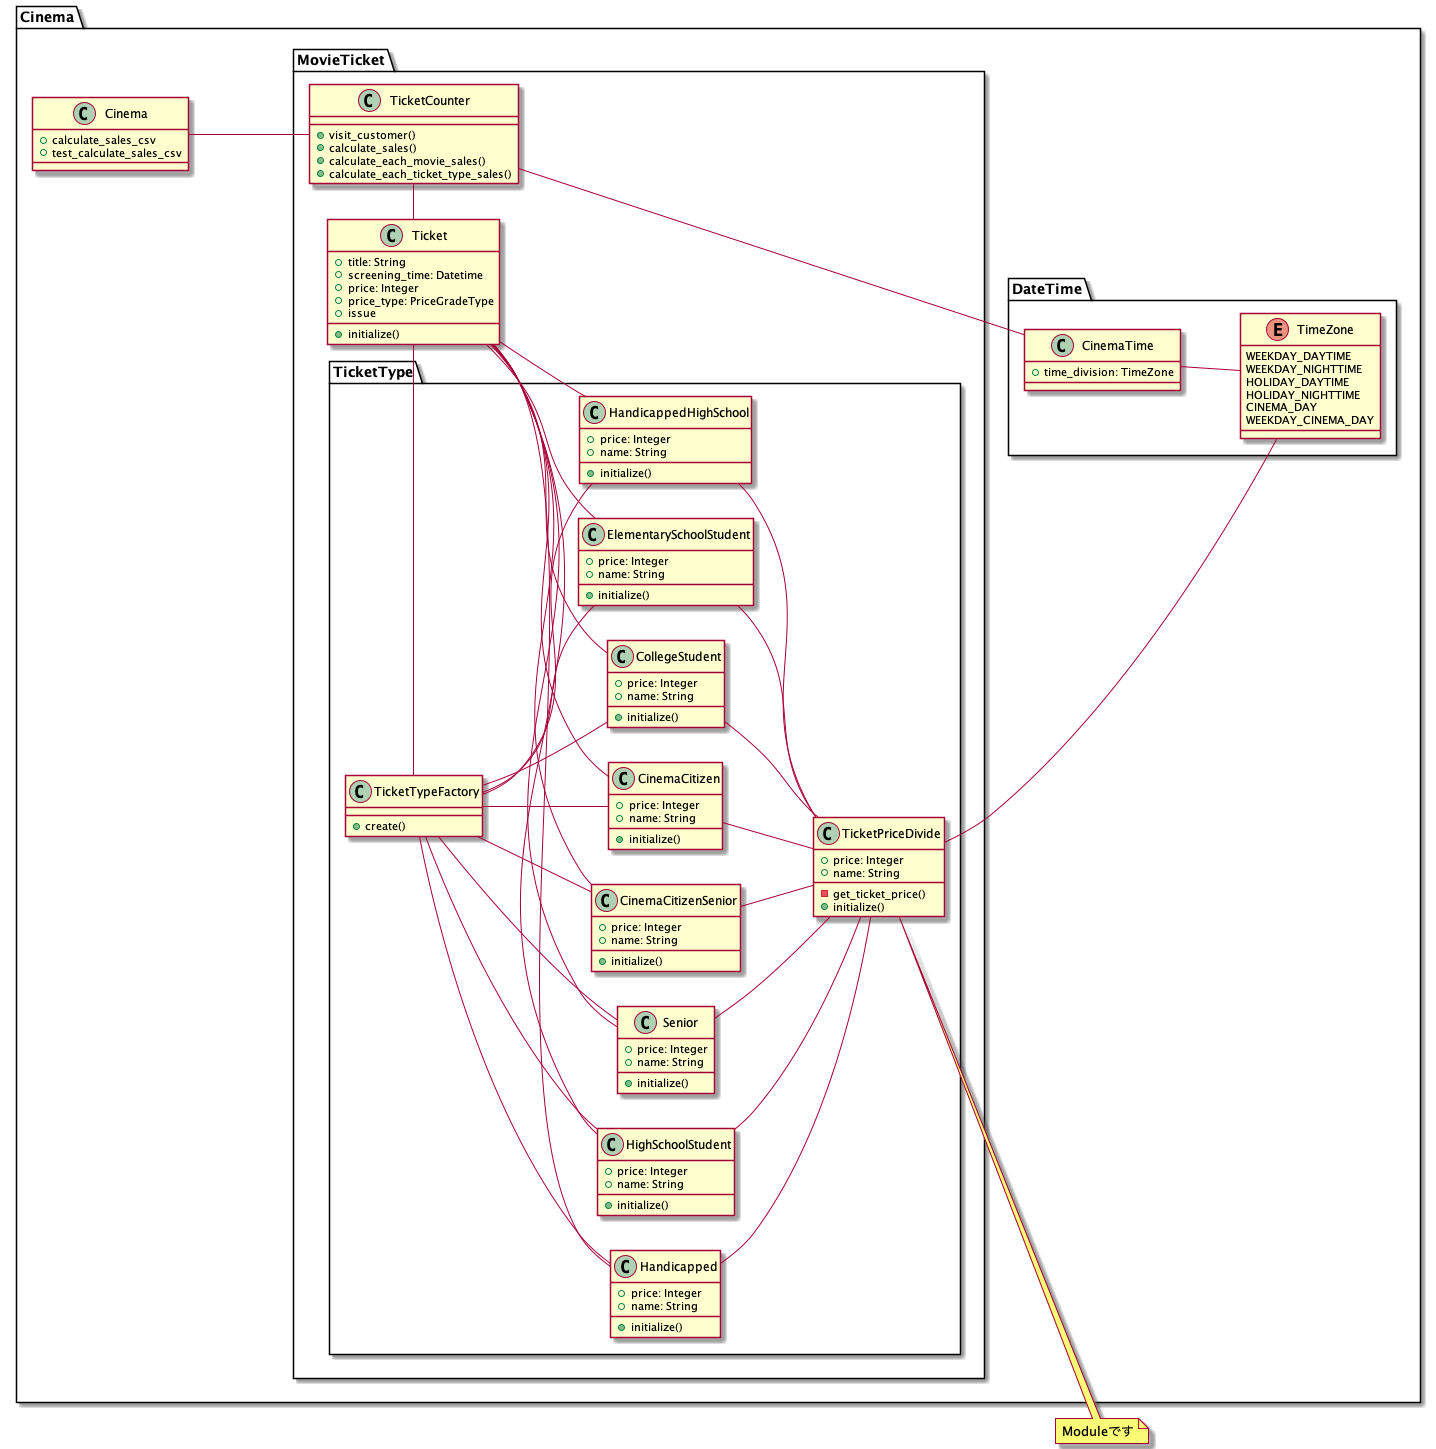 Cinema
MovieTicket
C TicketCounter
visit_customer()
calculate_sales()
calculate_each_movie_sales()
calculate_each_ticket_type_sales()
C Cinema
calculate_sales_csv
test_calculate_sales_csv
C Ticket
title: String
screening_time: Datetime
price: Integer
price_type: PriceGradeType
issue
initialize()
DateTime
C CinemaTime
time_division: TimeZone
E TimeZone
WEEKDAY_DAYTIME
WEEKDAY_NIGHTTIME
HOLIDAY_DAYTIME
HOLIDAY_NIGHTTIME
CINEMA_DAY
WEEKDAY_CINEMA_DAY
TicketType
C HandicappedHighSchool
price: Integer
name: String
initialize()
C ElementarySchoolStudent
price: Integer
name: String
initialize()
C CollegeStudent
price: Integer
name: String
initialize()
C TicketTypeFactory
create()
C CinemaCitizen
price: Integer
name: String
initialize()
C TicketPriceDivide
price: Integer
name: String
get_ticket_price()
initialize()
C CinemaCitizenSenior
price: Integer
name: String
initialize()
C Senior
price: Integer
name: String
initialize()
C HighSchoolStudent
price: Integer
name: String
initialize()
C Handicapped
price: Integer
name: String
initialize()
Moduleです